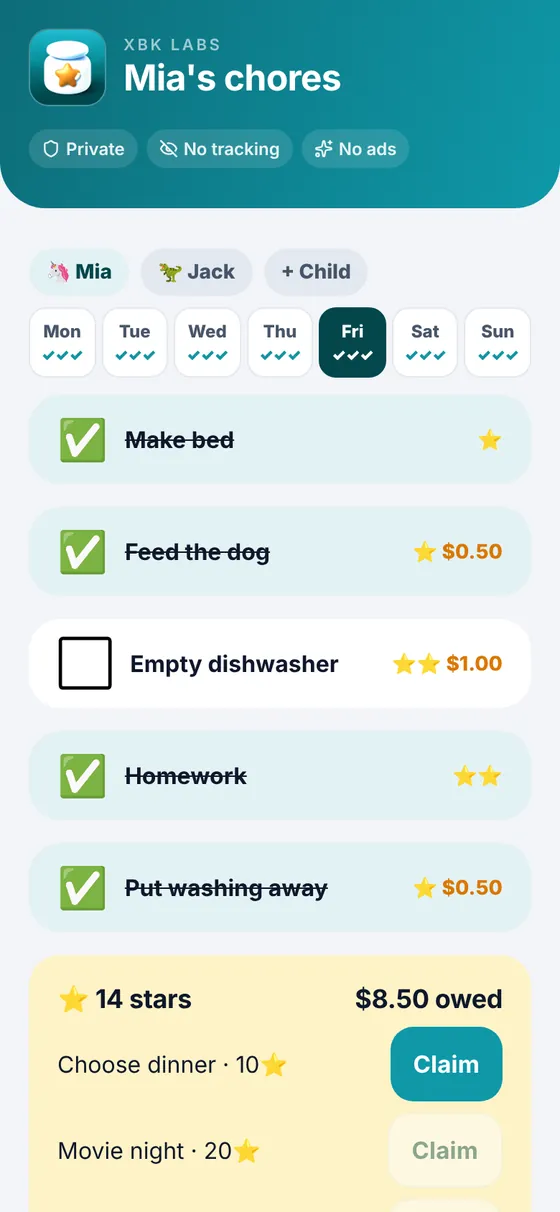 XBK LABS
Mia's chores
Private No tracking No ads
🦄 Mia 🦖 Jack + Child
Mon Tue Wed Thu Fri Sat Sun
✓✓✓ ✓✓✓ ✓✓✓ ✓✓✓ ✓✓✓ ✓✓✓ ✓✓✓
✅ Make bed ⭐
✅ Feed the dog ⭐ $0.50
Empty dishwasher ⭐⭐ $1.00
✅ Homework ⭐⭐
✅ Put washing away ⭐ $0.50
⭐ 14 stars $8.50 owed
Choose dinner · 10⭐ Claim
Movie night · 20⭐ Claim